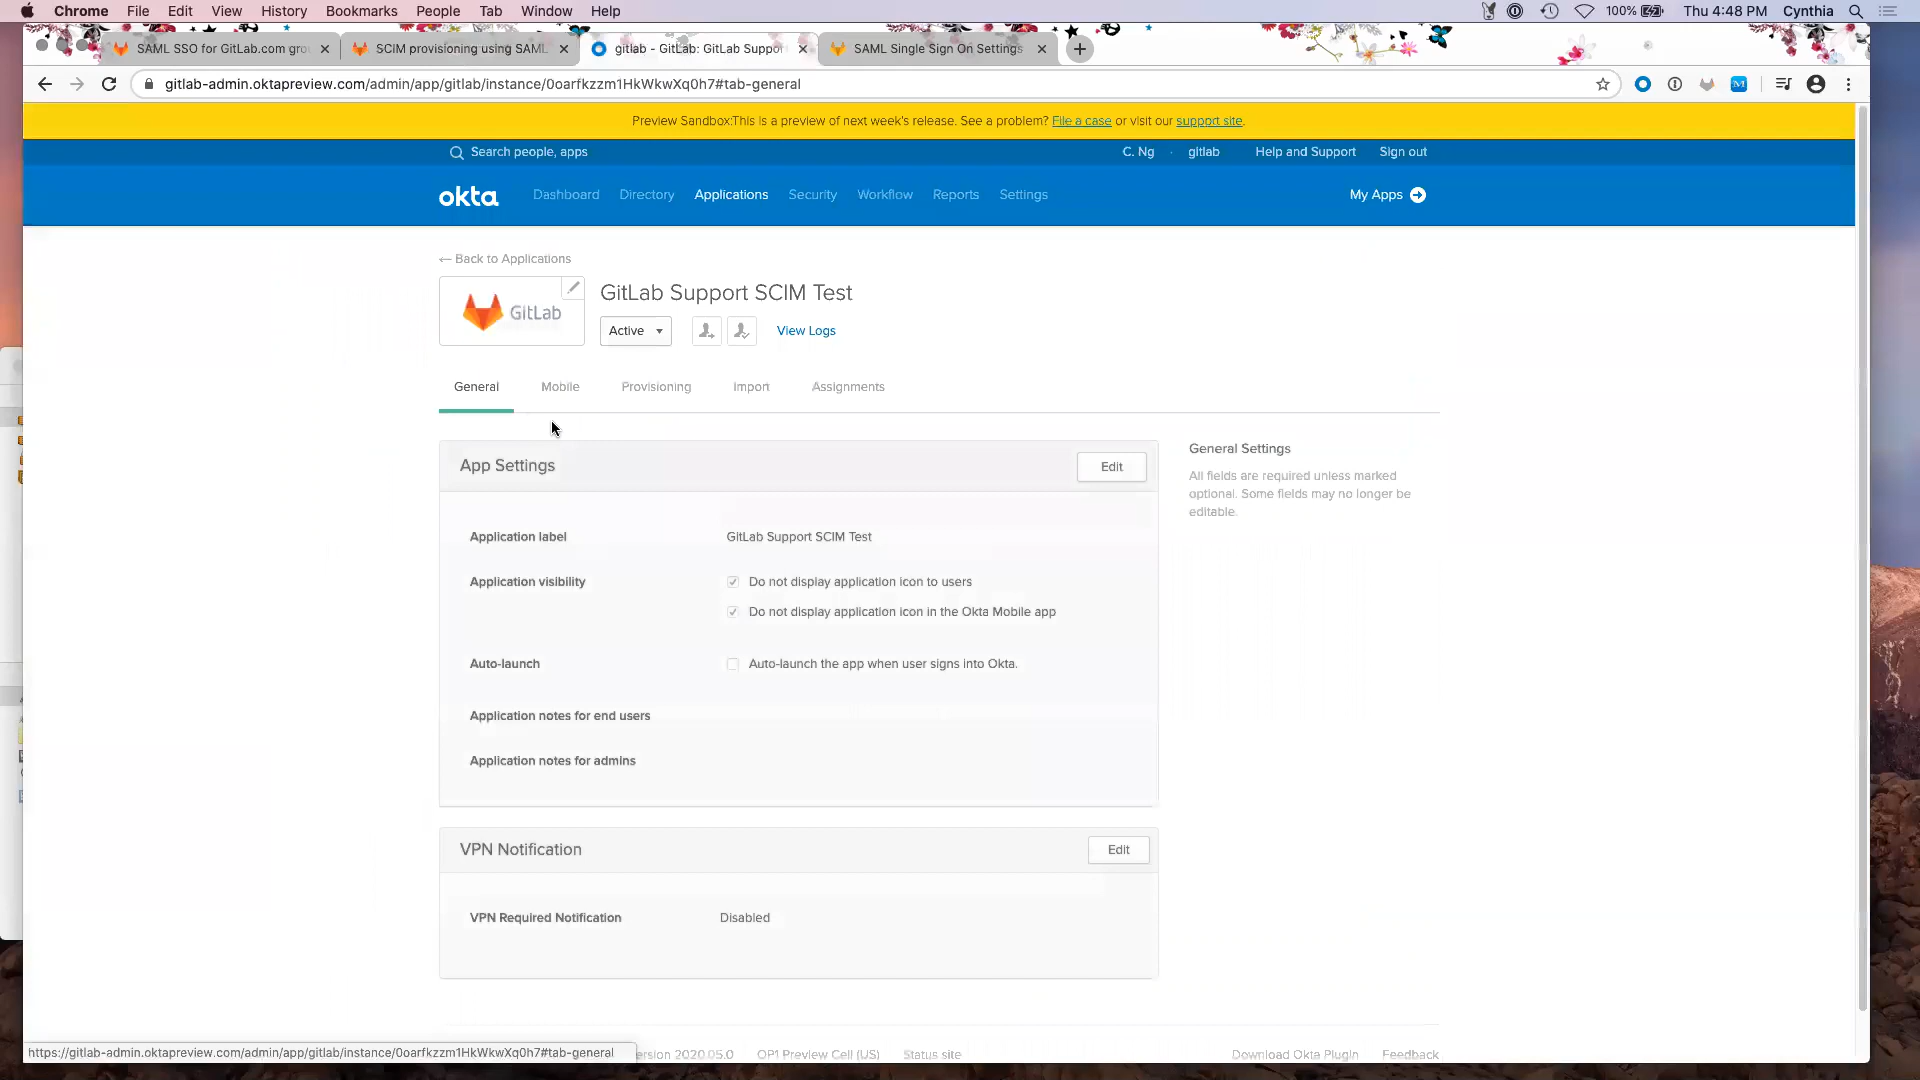 Chrome File Edit View History Bookmarks People Tab Window Help 100% Thu 4:48 PM Cynthia
SAML SSO for GitLab.com gro SCIM provisioning using SAML gitlab - GitLab: GitLab Suppor SAML Single Sign On Settings
gitlab-admin.oktapreview.com/admin/app/gitlab/instance/0oarfkzzm1HkWkwXq0h7#tab-general
Preview Sandbox:This is a preview of next week's release. See a problem? File a case or visit our support site.
Search people, apps C. Ng · gitlab Help and Support Sign out
okta Dashboard Directory Applications Security Workflow Reports Settings My Apps
← Back to Applications
GitLab
GitLab Support SCIM Test
Active View Logs
General Mobile Provisioning Import Assignments
App Settings Edit
General Settings
All fields are required unless marked
optional. Some fields may no longer be
editable.
Application label GitLab Support SCIM Test
Application visibility Do not display application icon to users
Do not display application icon in the Okta Mobile app
Auto-launch Auto-launch the app when user signs into Okta.
Application notes for end users
Application notes for admins
VPN Notification Edit
VPN Required Notification Disabled
https://gitlab-admin.oktapreview.com/admin/app/gitlab/instance/0oarfkzzm1HkWkwXq0h7#tab-general
ersion 2020.05.0 OP1 Preview Cell (US) Status site Download Okta Plugin Feedback